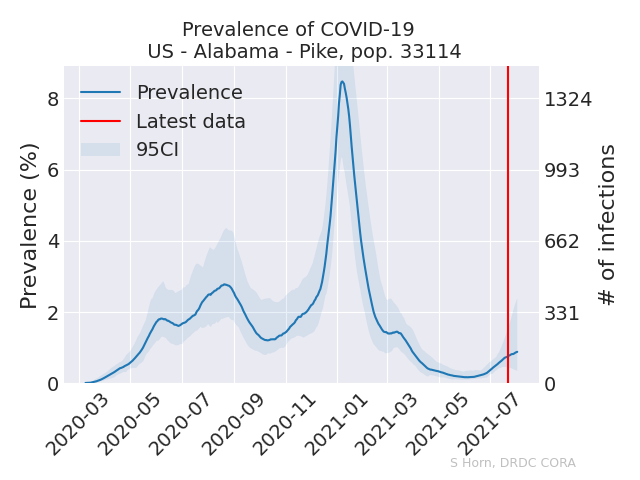 Prevalence of COVID-19
US - Alabama - Pike, pop. 33114
Prevalence
Latest data
95CI
Prevalence (%)
8
6
4
2
0
1324
993
662
331
0
# of infections
2020-03
2020-05
2020-07
2020-09
2020-11
2021-01
2021-03
2021-05
2021-07
S Horn, DRDC CORA